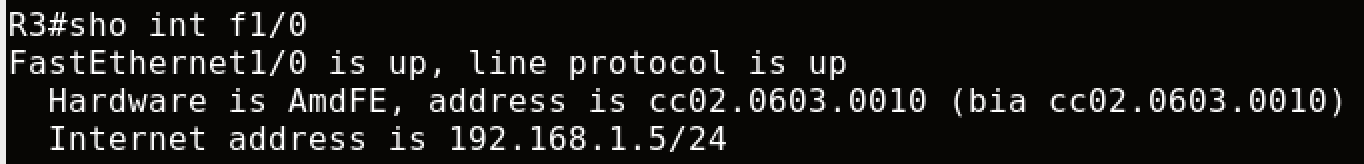 R3#sho int f1/0
FastEthernet1/0 is up, line protocol is up
  Hardware is AmdFE, address is cc02.0603.0010 (bia cc02.0603.0010)
  Internet address is 192.168.1.5/24